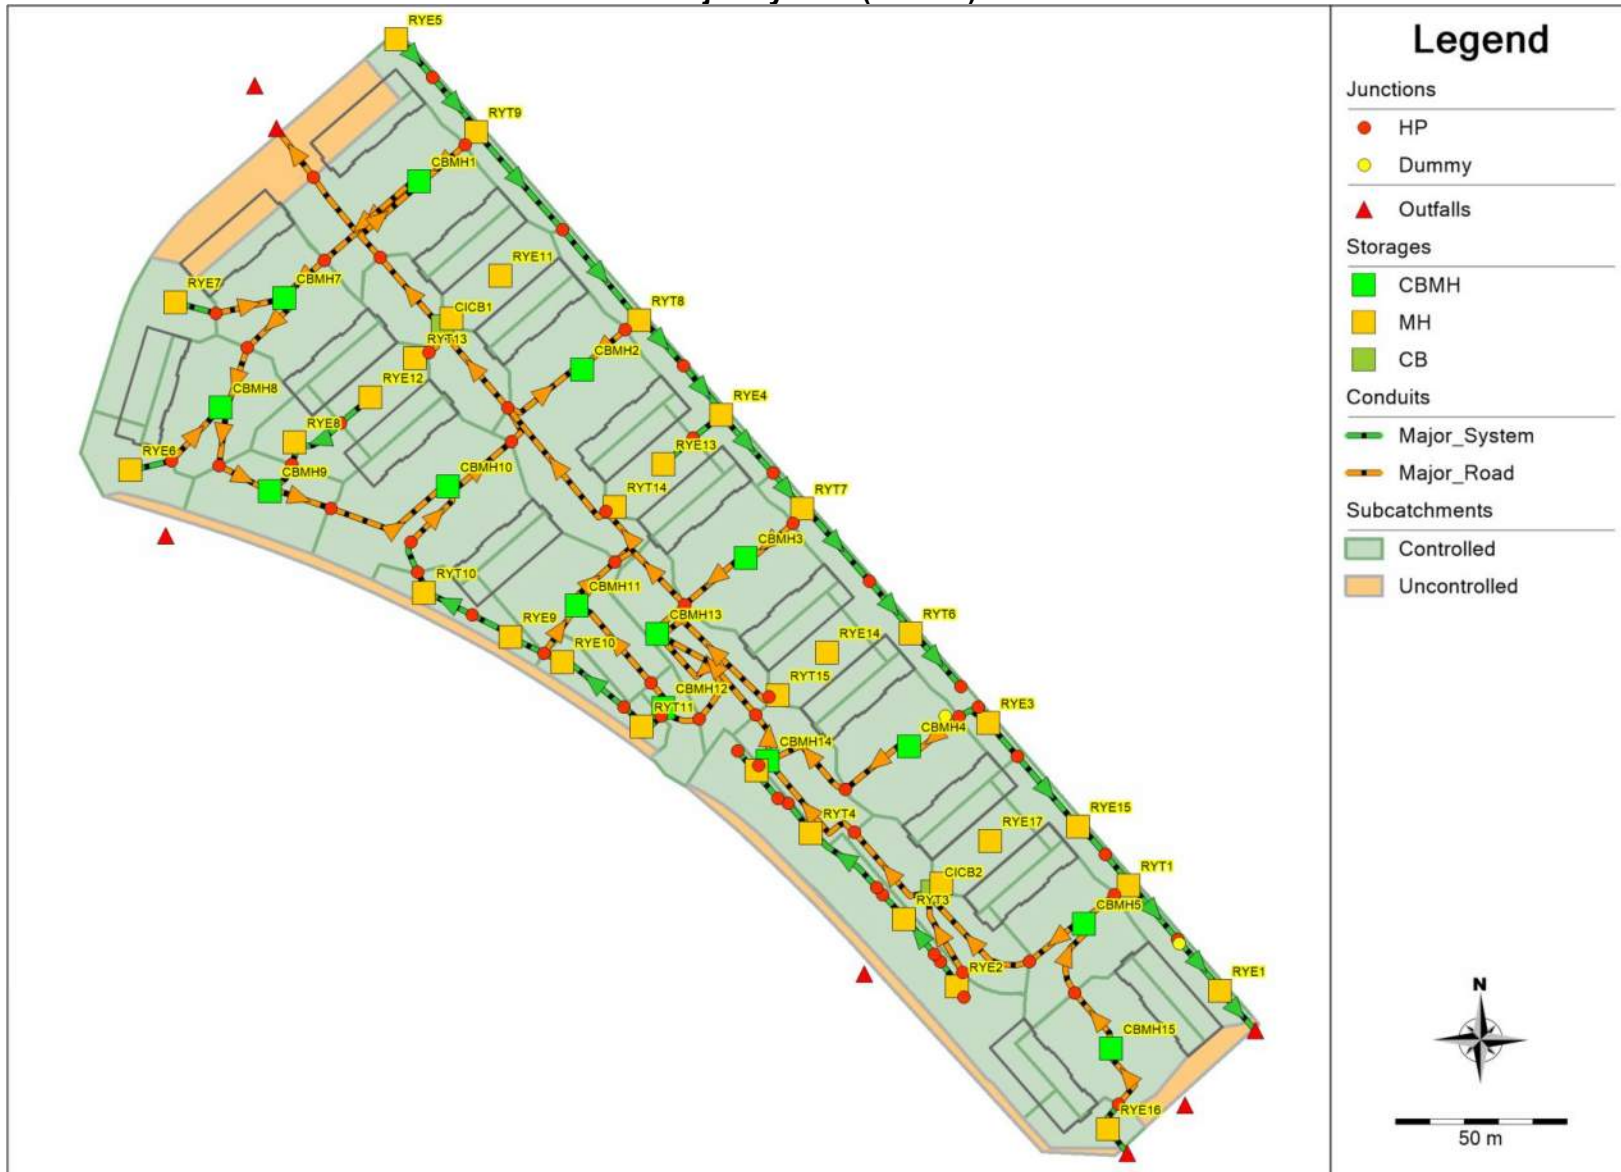 RYE5
RYT9
CBMH1
RYE11
CBMH7
RYE7
CICB1
RYT8
RYT13
CBMH2
RYE12
CBMH8
RYE4
RYE8
RYE13
RYE6
CBMH9
CBMH10
RYT14
RYT7
CBMH3
RYT10
CBMH11
CBMH13
RYT6
RYE9
RYE10
RYE14
RYT15
CBMH12
RYT11
RYE3
CBMH4
CBMH14
RYT4
RYE17
RYE15
CICB2
RYT1
RYT3
CBMH5
RYE2
RYE1
CBMH15
RYE16
Legend
Junctions
HP
Dummy
Outfalls
Storages
CBMH
MH
CB
Conduits
Major_System
Major_Road
Subcatchments
Controlled
Uncontrolled
N
50 m